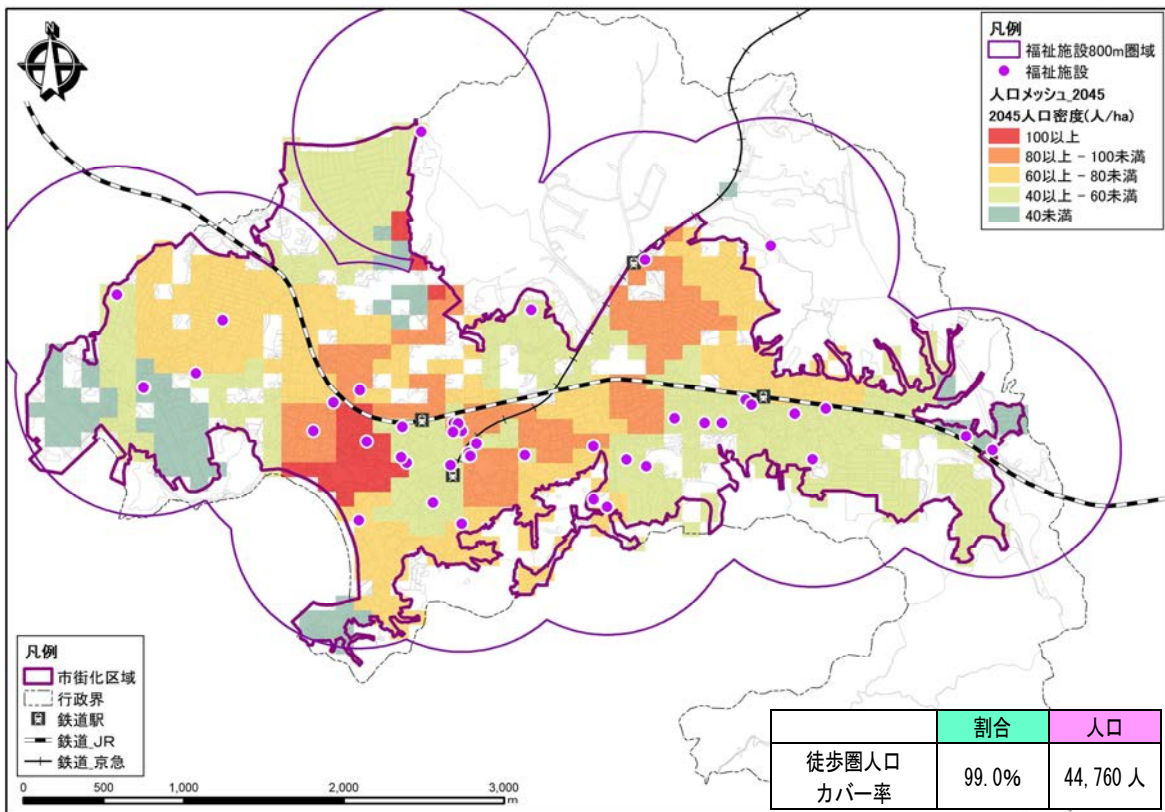 凡例
福祉施設800m圏域
福祉施設
人口メッシュ_2045
2045人口密度(人/ha)
100以上
80以上 - 100未満
60以上 - 80未満
40以上 - 60未満
40未満
凡例
市街化区域
行政界
鉄道駅
鉄道_JR
鉄道_京急
0 500 1,000 2,000 3,000
m
割合 人口
徒歩圏人口
カバー率
99.0% 44,760 人